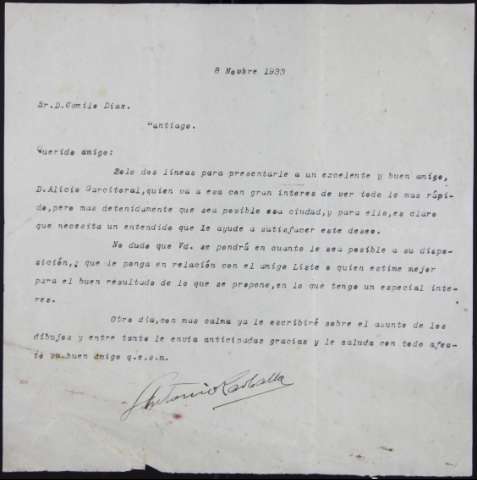 8 Novbre 1933
Sr.D.Camilo Diaz.
Santiago.
Querido amigo:
Solo dos lineas para presentarle a un excelente y buen amigo,
D.Alicio Garcitoral,quien va a esa con gran interes de ver todo lo mas rápi-
do,pero mas detenidamente que sea posible esa ciudad,y para ello,es claro
que necesita un entendido que le ayude a satisfacer este deseo.
No dudo que Vd. se pondrá en quanto le sea posible a su dispo-
sición, que le ponga en relación con el amigo Liste o quien estime mejor
para el buen resultado de lo que se propone,en lo que tengo un especial inte-
res.
Otro dia,con mas calma ya le escribiré sobre el asunto de los
dibujos y entre tanto le envia anticipadas gracias y le saluda con todo afec-
to su buen amigo q.e.s.m.
Antonio Carballa